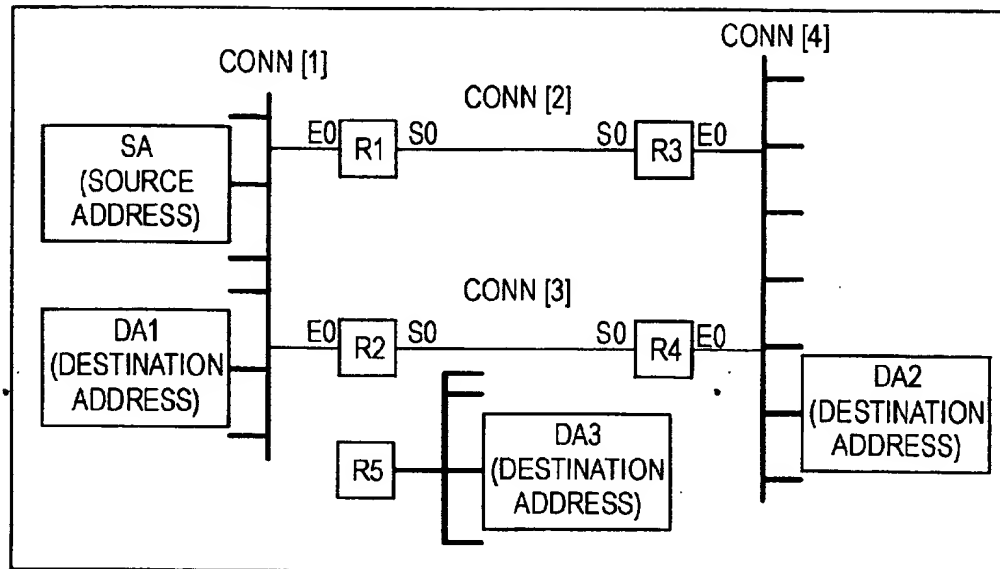 CONN [1]
CONN [4]
CONN [2]
SA
(SOURCE
ADDRESS)
E0 R1 S0
S0 R3 E0
CONN [3]
DA1
(DESTINATION
ADDRESS)
E0 R2 S0
S0 R4 E0
DA2
(DESTINATION
ADDRESS)
R5
DA3
(DESTINATION
ADDRESS)